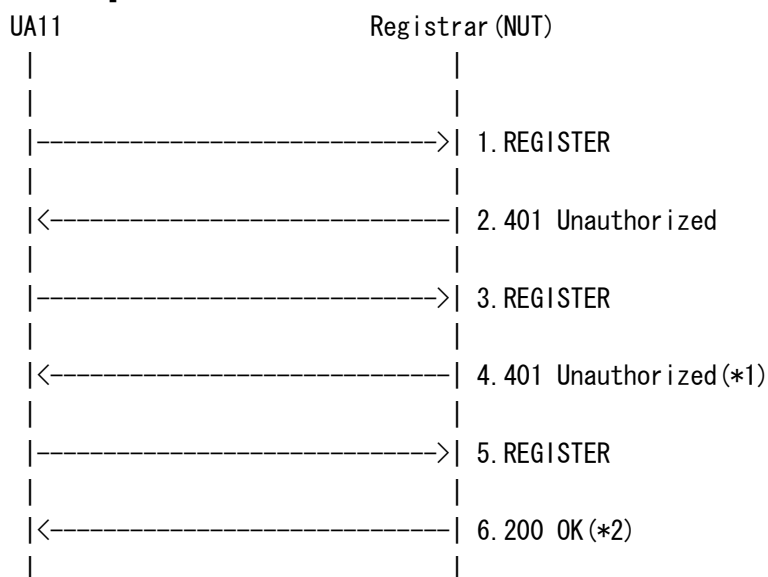 UA11 Registrar(NUT)
1.REGISTER
2.401 Unauthorized
3.REGISTER
4.401 Unauthorized(*1)
5.REGISTER
6.200 OK(*2)